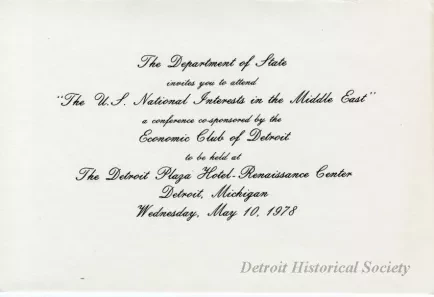 The Department of State
invites you to attend
"The U.S. National Interests in the Middle East"
a conference co-sponsored by the
Economic Club of Detroit
to be held at
The Detroit Plaza Hotel-Renaissance Center
Detroit, Michigan
Wednesday, May 10, 1978
Detroit Historical Society